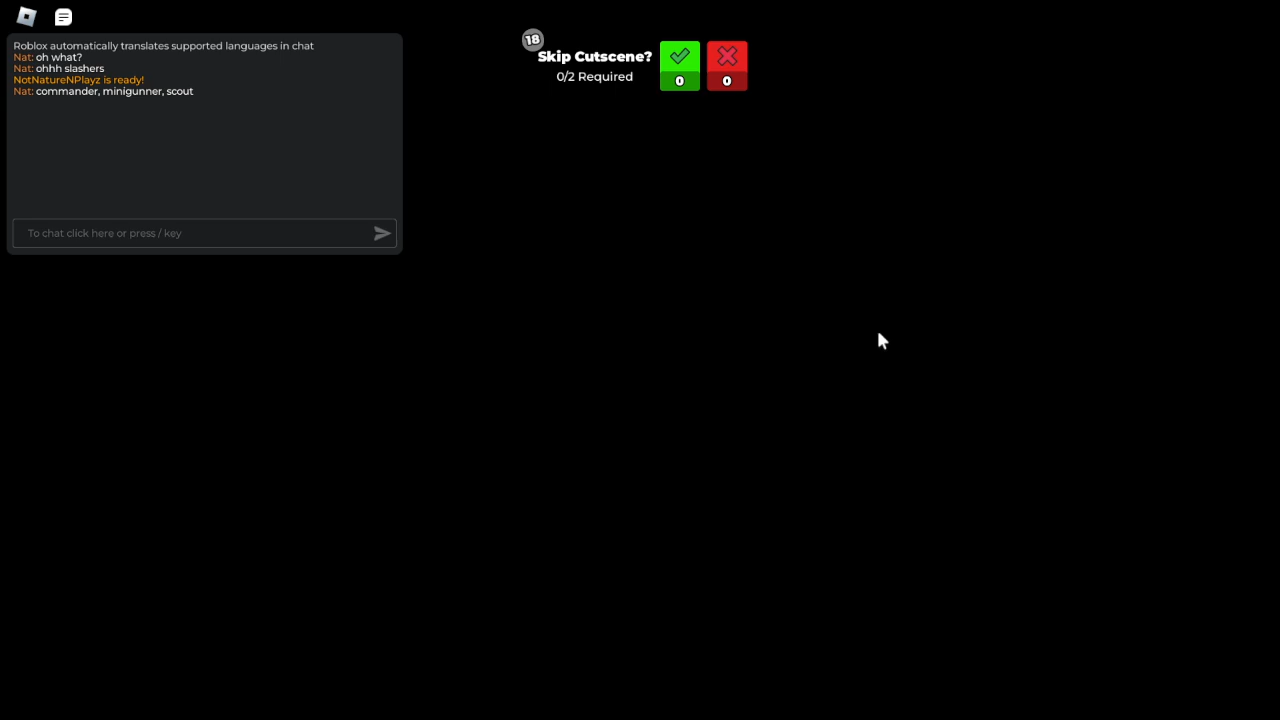 Roblox automatically translates supported languages in chat
Nat: oh what?
Nat: ohhh slashers
NotNatureNPlayz is ready!
Nat: commander, minigunner, scout
To chat click here or press / key
18
Skip Cutscene?
0/2 Required
0
0